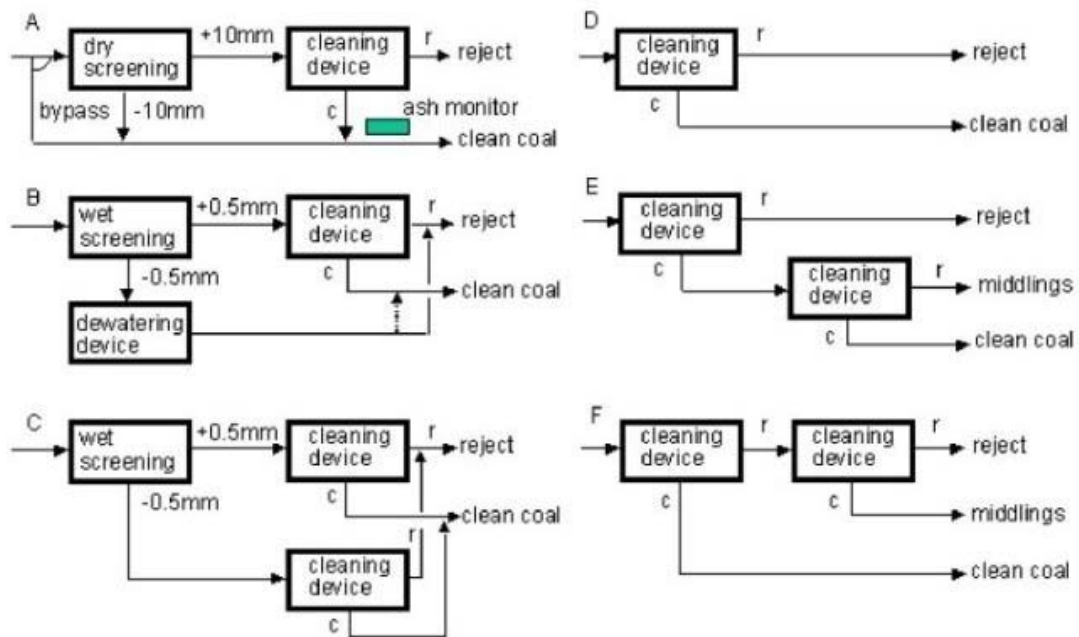 A
dry
screening
+10mm
cleaning
device
r
reject
bypass
-10mm
c
ash monitor
clean coal
B
wet
screening
+0.5mm
cleaning
device
r
reject
-0.5mm
c
clean coal
dewatering
device
C
wet
screening
+0.5mm
cleaning
device
r
reject
-0.5mm
c
clean coal
r
cleaning
device
c
D
cleaning
device
r
reject
c
clean coal
E
cleaning
device
r
reject
c
cleaning
device
r
middlings
c
clean coal
F
cleaning
device
r
cleaning
device
r
reject
c
c
middlings
clean coal